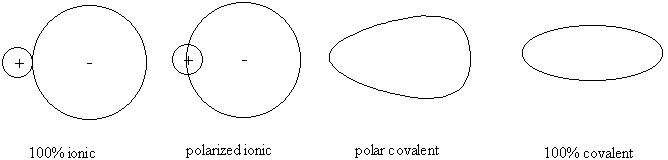 + - + -
100% ionic polarized ionic polar covalent 100% covalent